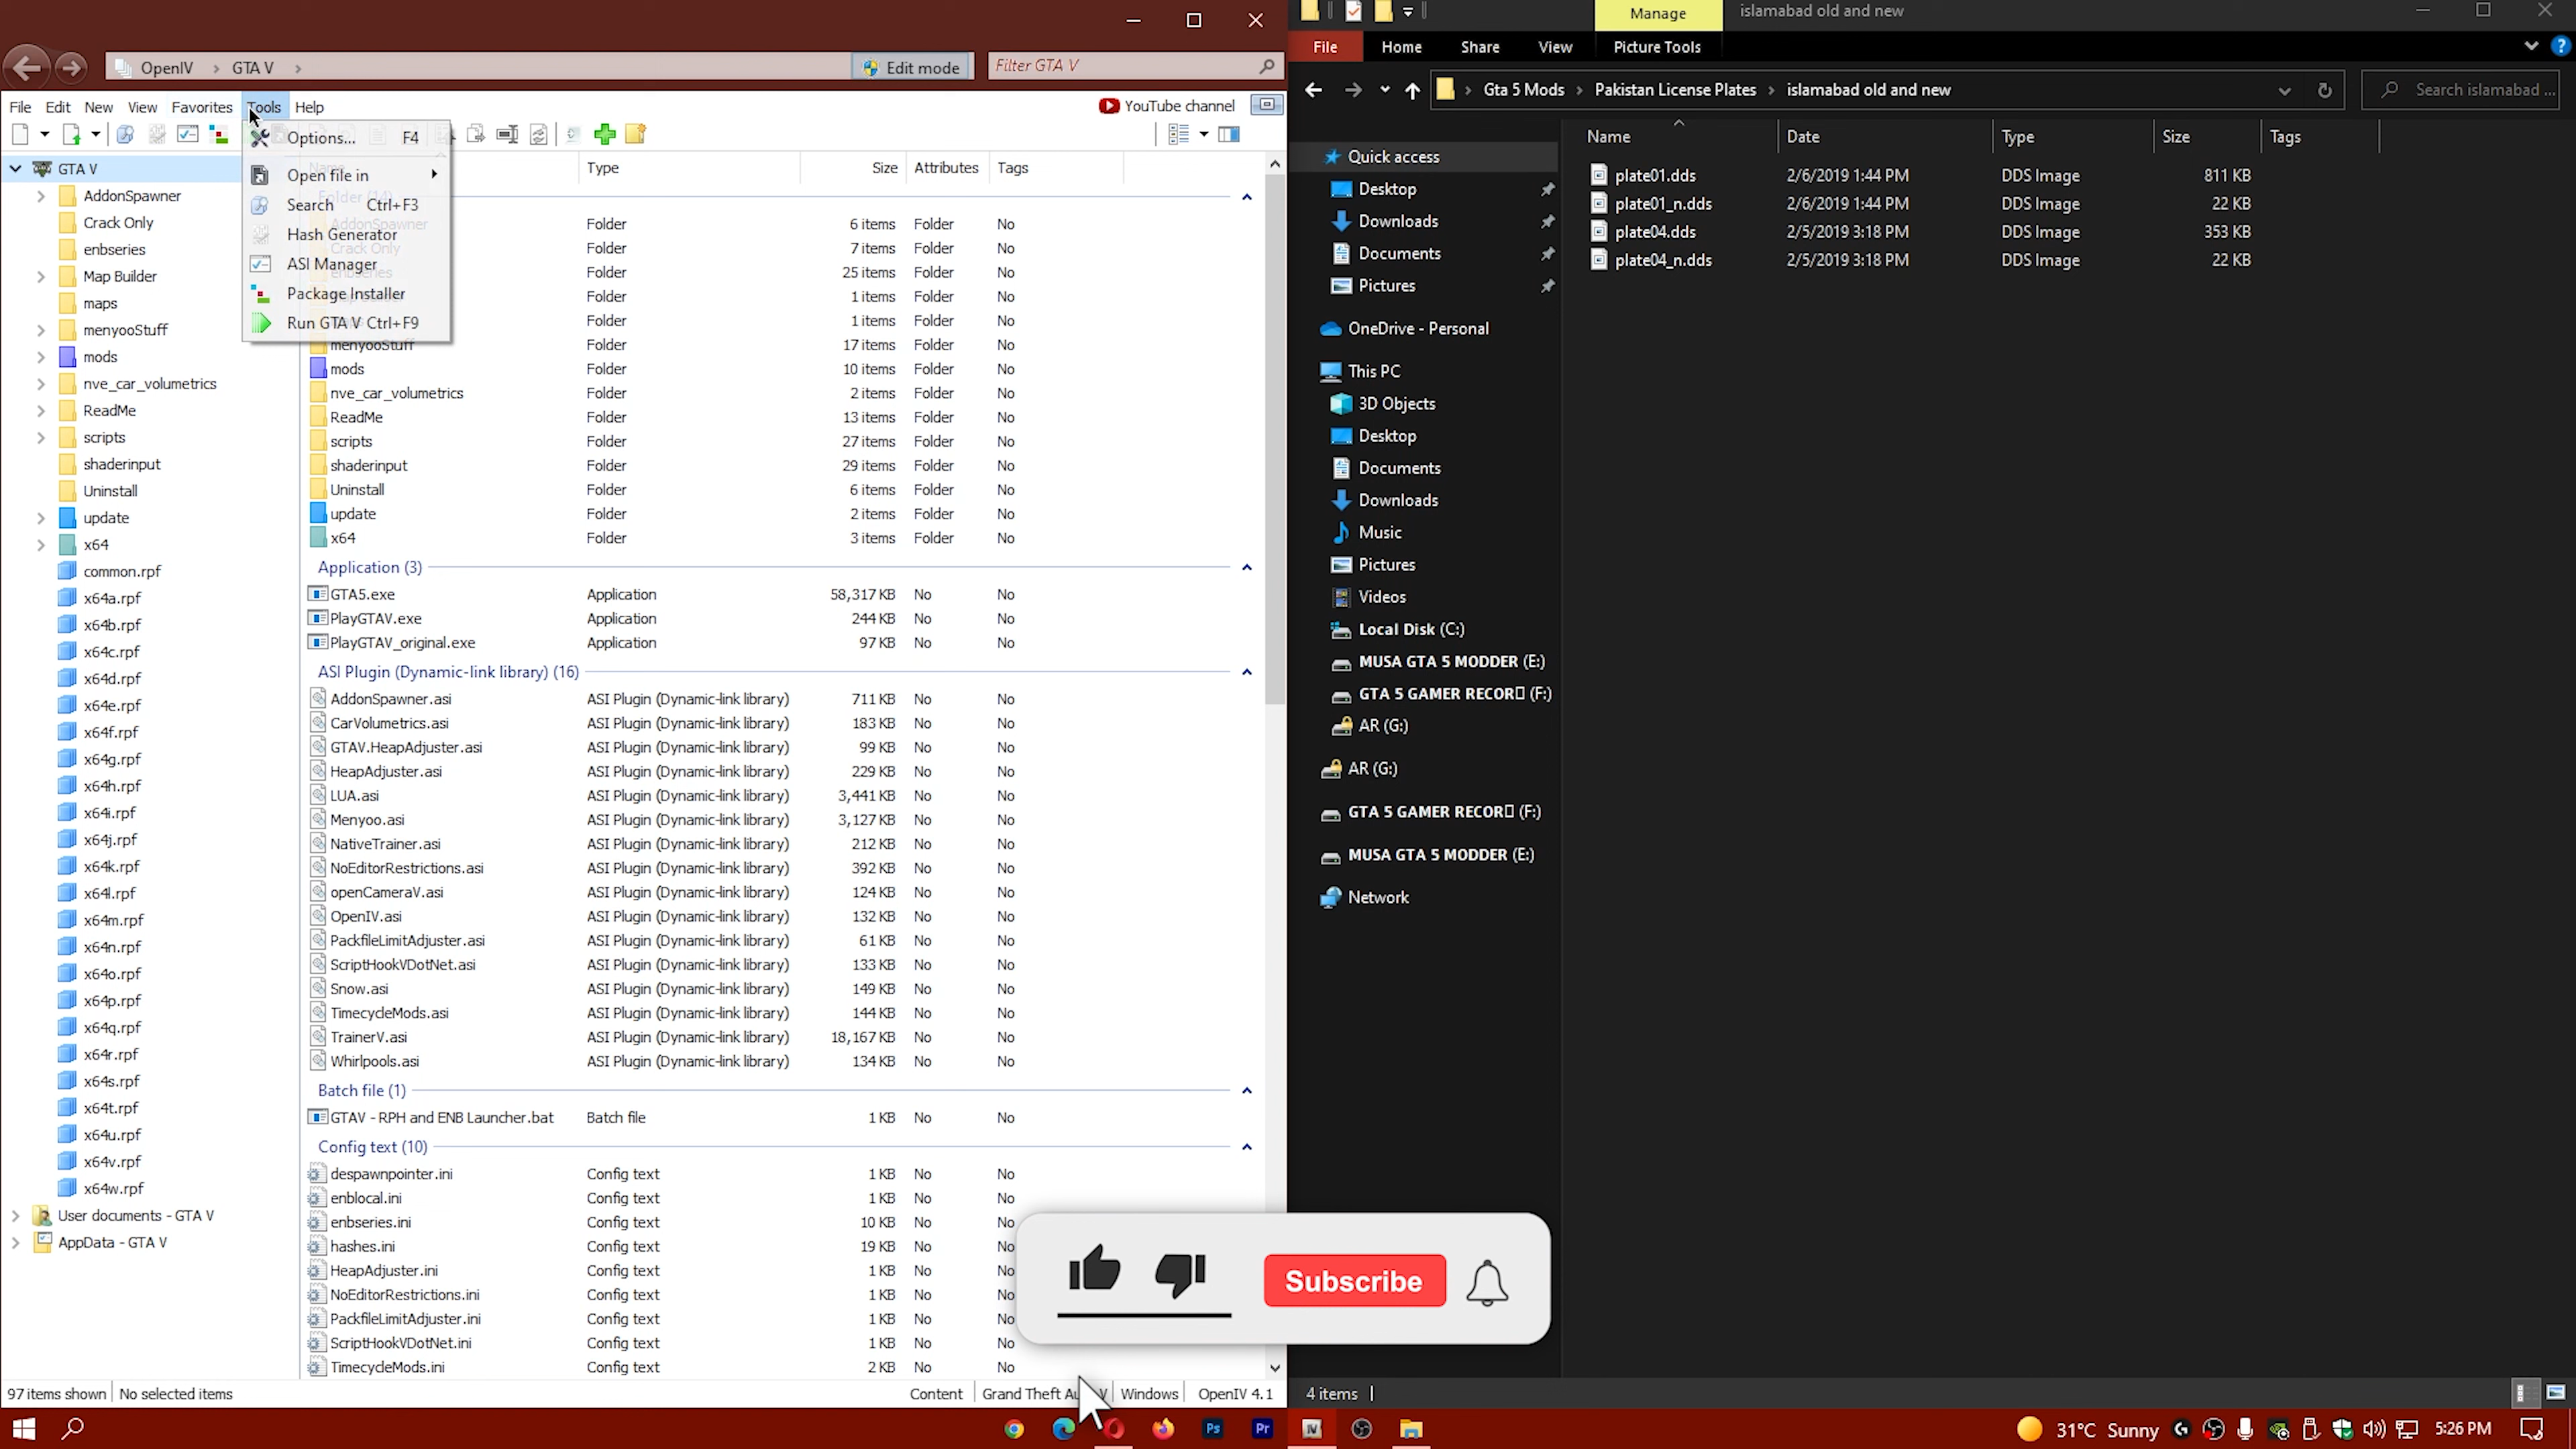 OpenIV › GTA V ›
Edit mode
Filter GTA V
File Edit New View Favorites Tools Help
YouTube channel
Options... F4
Open file in
Search Ctrl+F3
Hash Generator
ASI Manager
Package Installer
Run GTA V Ctrl+F9
GTA V
AddonSpawner
Crack Only
enbseries
Map Builder
maps
menyooStuff
mods
nve_car_volumetrics
ReadMe
scripts
shaderinput
Uninstall
update
x64
common.rpf
x64a.rpf
x64b.rpf
x64c.rpf
x64d.rpf
x64e.rpf
x64f.rpf
x64g.rpf
x64h.rpf
x64i.rpf
x64j.rpf
x64k.rpf
x64l.rpf
x64m.rpf
x64n.rpf
x64o.rpf
x64p.rpf
x64q.rpf
x64r.rpf
x64s.rpf
x64t.rpf
x64u.rpf
x64v.rpf
x64w.rpf
User documents - GTA V
AppData - GTA V
Name Type Size Attributes Tags
Folder (14)
AddonSpawner Folder 6 items Folder No
Crack Only Folder 7 items Folder No
enbseries Folder 25 items Folder No
Folder 1 items Folder No
Folder 1 items Folder No
menyooStuff Folder 17 items Folder No
mods Folder 10 items Folder No
nve_car_volumetrics Folder 2 items Folder No
ReadMe Folder 13 items Folder No
scripts Folder 27 items Folder No
shaderinput Folder 29 items Folder No
Uninstall Folder 6 items Folder No
update Folder 2 items Folder No
x64 Folder 3 items Folder No
Application (3)
GTA5.exe Application 58,317 KB No No
PlayGTAV.exe Application 244 KB No No
PlayGTAV_original.exe Application 97 KB No No
ASI Plugin (Dynamic-link library) (16)
AddonSpawner.asi ASI Plugin (Dynamic-link library) 711 KB No No
CarVolumetrics.asi ASI Plugin (Dynamic-link library) 183 KB No No
GTAV.HeapAdjuster.asi ASI Plugin (Dynamic-link library) 99 KB No No
HeapAdjuster.asi ASI Plugin (Dynamic-link library) 229 KB No No
LUA.asi ASI Plugin (Dynamic-link library) 3,441 KB No No
Menyoo.asi ASI Plugin (Dynamic-link library) 3,127 KB No No
NativeTrainer.asi ASI Plugin (Dynamic-link library) 212 KB No No
NoEditorRestrictions.asi ASI Plugin (Dynamic-link library) 392 KB No No
openCameraV.asi ASI Plugin (Dynamic-link library) 124 KB No No
OpenIV.asi ASI Plugin (Dynamic-link library) 132 KB No No
PackfileLimitAdjuster.asi ASI Plugin (Dynamic-link library) 61 KB No No
ScriptHookVDotNet.asi ASI Plugin (Dynamic-link library) 133 KB No No
Snow.asi ASI Plugin (Dynamic-link library) 149 KB No No
TimecycleMods.asi ASI Plugin (Dynamic-link library) 144 KB No No
TrainerV.asi ASI Plugin (Dynamic-link library) 18,167 KB No No
Whirlpools.asi ASI Plugin (Dynamic-link library) 134 KB No No
Batch file (1)
GTAV - RPH and ENB Launcher.bat Batch file 1 KB No No
Config text (10)
despawnpointer.ini Config text 1 KB No No
enblocal.ini Config text 1 KB No No
enbseries.ini Config text 10 KB No No
hashes.ini Config text 19 KB No No
HeapAdjuster.ini Config text 1 KB No No
NoEditorRestrictions.ini Config text 1 KB No No
PackfileLimitAdjuster.ini Config text 1 KB No No
ScriptHookVDotNet.ini Config text 1 KB No No
TimecycleMods.ini Config text 2 KB No No
97 items shown No selected items Content Grand Theft Au V Windows OpenIV 4.1
Manage islamabad old and new
File Home Share View Picture Tools
Gta 5 Mods › Pakistan License Plates › islamabad old and new
Search islamabad ...
Quick access
Desktop
Downloads
Documents
Pictures
OneDrive - Personal
This PC
3D Objects
Desktop
Documents
Downloads
Music
Pictures
Videos
Local Disk (C:)
MUSA GTA 5 MODDER (E:)
GTA 5 GAMER RECOR▯ (F:)
AR (G:)
AR (G:)
GTA 5 GAMER RECOR▯ (F:)
MUSA GTA 5 MODDER (E:)
Network
Name Date Type Size Tags
plate01.dds 2/6/2019 1:44 PM DDS Image 811 KB
plate01_n.dds 2/6/2019 1:44 PM DDS Image 22 KB
plate04.dds 2/5/2019 3:18 PM DDS Image 353 KB
plate04_n.dds 2/5/2019 3:18 PM DDS Image 22 KB
4 items
Subscribe
Ps Pr
31°C Sunny 5:26 PM